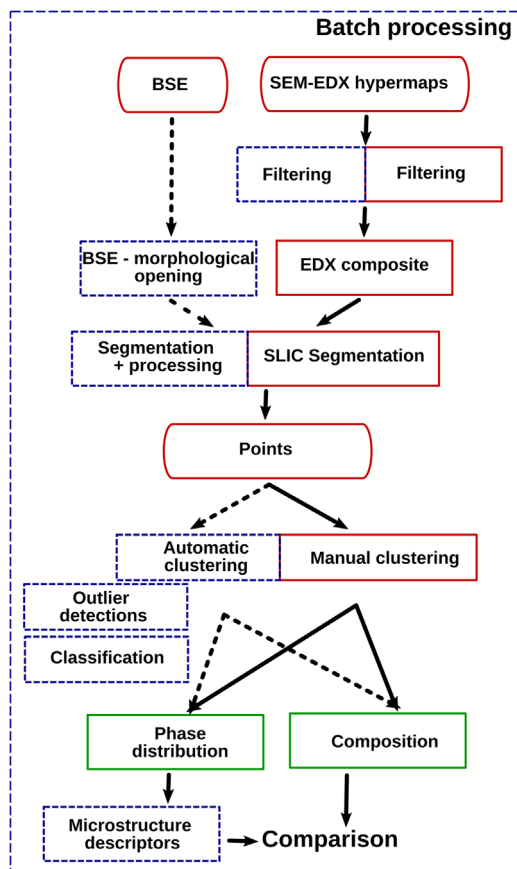 Batch processing
BSE
SEM-EDX hypermaps
Filtering
Filtering
BSE - morphological
opening
EDX composite
Segmentation
+ processing
SLIC Segmentation
Points
Automatic
clustering
Manual clustering
Outlier
detections
Classification
Phase
distribution
Composition
Microstructure
descriptors
Comparison